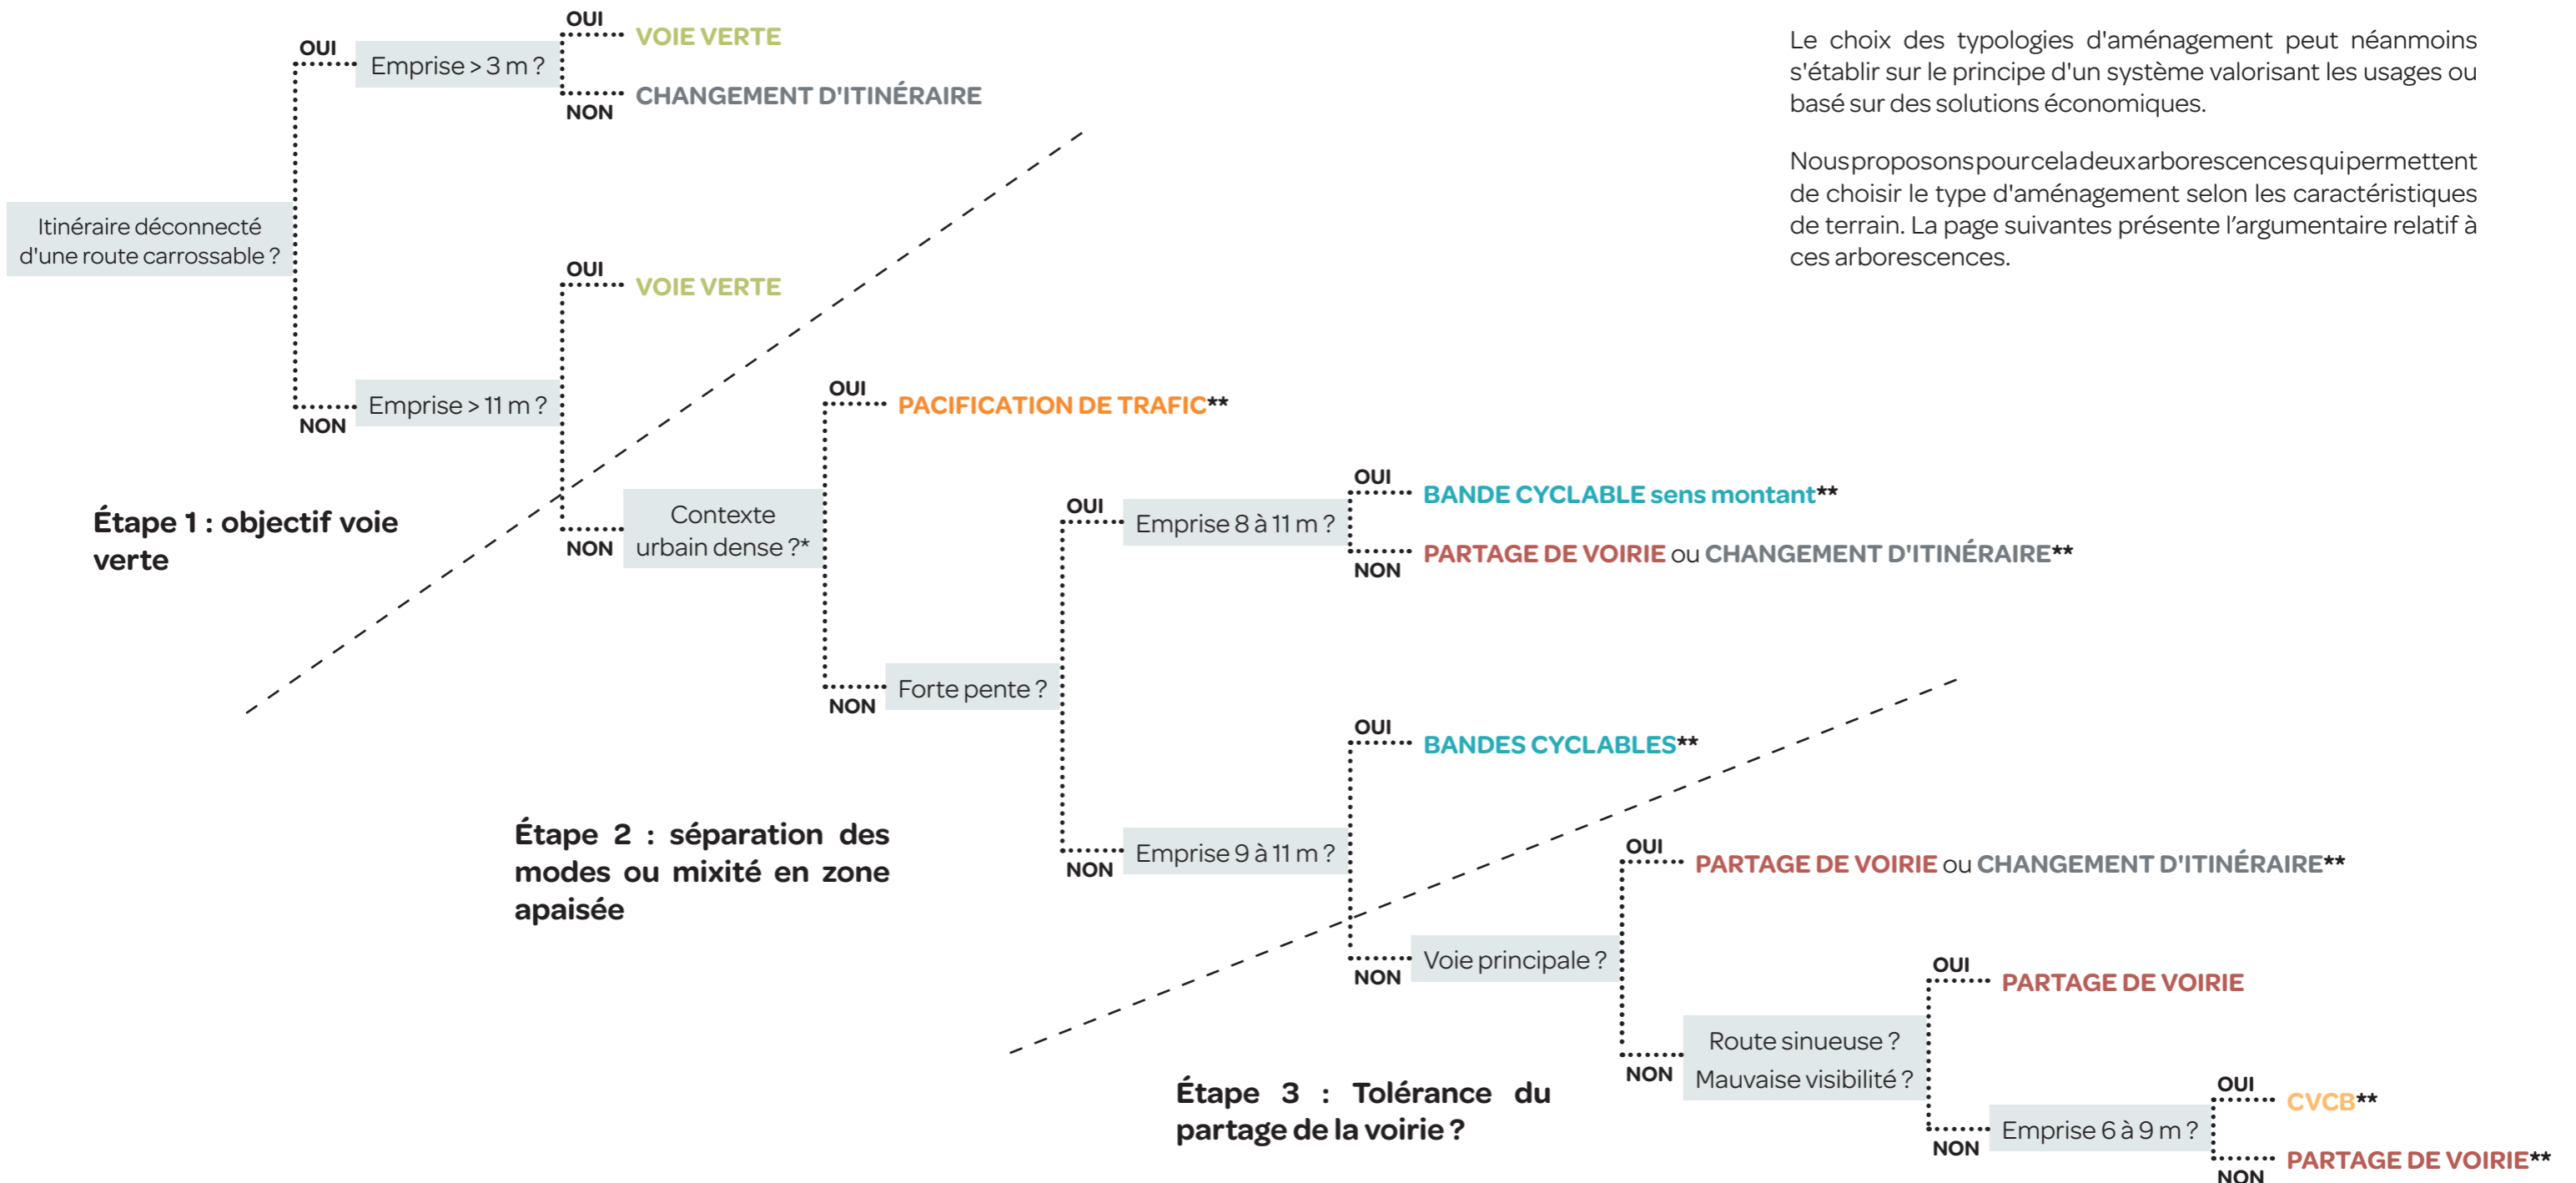 OUI
VOIE VERTE
OUI
Emprise > 3 m ?
CHANGEMENT D'ITINÉRAIRE
NON
Le choix des typologies d'aménagement peut néanmoins
s'établir sur le principe d'un système valorisant les usages ou
basé sur des solutions économiques.
Nous proposons pour cela deux arborescences qui permettent
de choisir le type d'aménagement selon les caractéristiques
de terrain. La page suivantes présente l'argumentaire relatif à
ces arborescences.
Itinéraire déconnecté
d'une route carrossable ?
OUI
VOIE VERTE
Emprise > 11 m ?
NON
OUI
PACIFICATION DE TRAFIC**
Étape 1 : objectif voie
verte
Contexte
urbain dense ?*
NON
OUI
Emprise 8 à 11 m ?
OUI
BANDE CYCLABLE sens montant**
PARTAGE DE VOIRIE ou CHANGEMENT D'ITINÉRAIRE**
NON
Forte pente ?
NON
OUI
BANDES CYCLABLES**
Étape 2 : séparation des
modes ou mixité en zone
apaisée
Emprise 9 à 11 m ?
NON
OUI
PARTAGE DE VOIRIE ou CHANGEMENT D'ITINÉRAIRE**
Voie principale ?
NON
OUI
PARTAGE DE VOIRIE
Route sinueuse ?
Mauvaise visibilité ?
NON
Étape 3 : Tolérance du
partage de la voirie ?
OUI
CVCB**
Emprise 6 à 9 m ?
NON
PARTAGE DE VOIRIE**
NON